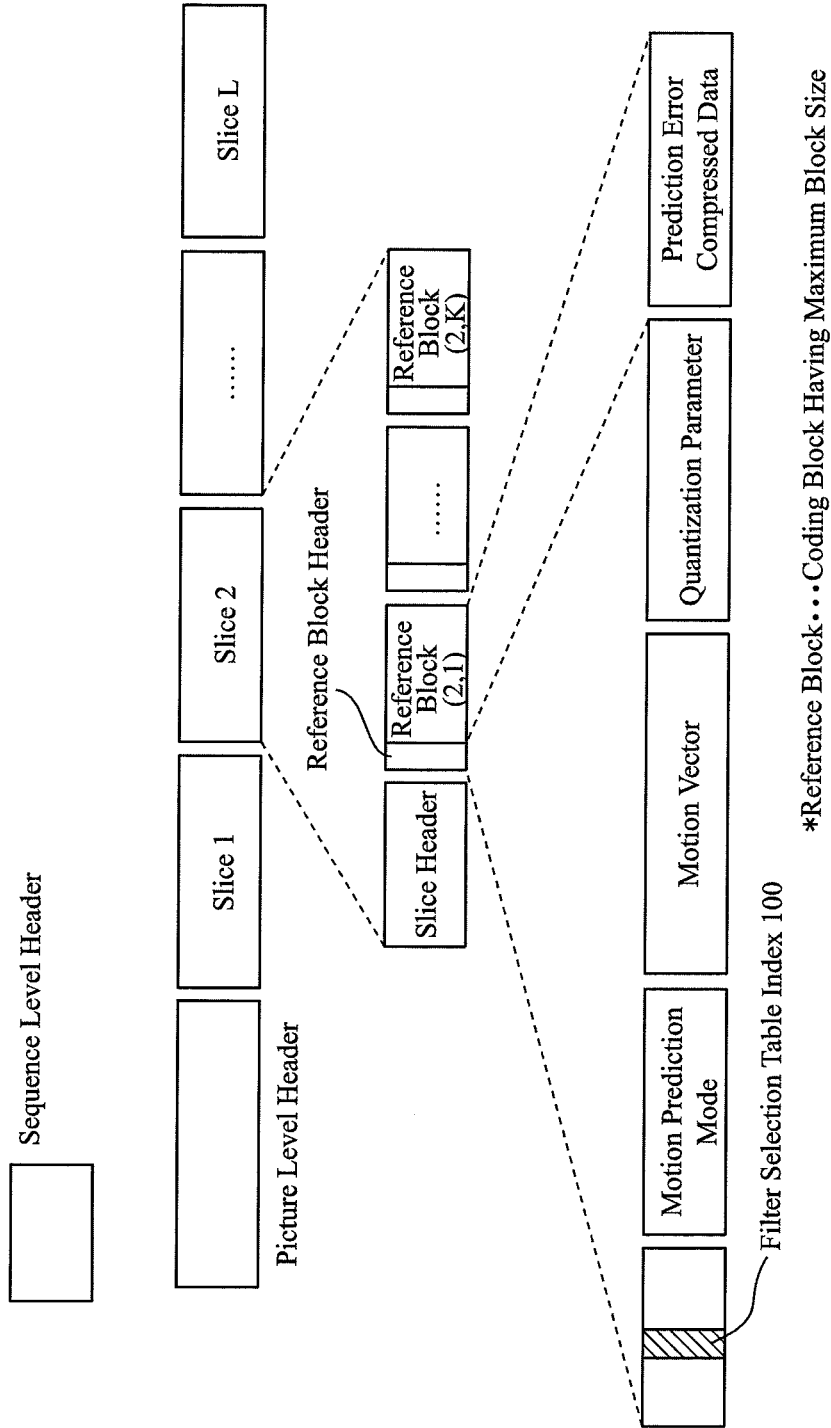 Sequence Level Header
Picture Level Header
Slice 1
Slice 2
......
Slice L
Reference Block Header
Slice Header
Reference
Block
(2,1)
......
Reference
Block
(2,K)
Motion Prediction
Mode
Motion Vector
Quantization Parameter
Prediction Error
Compressed Data
Filter Selection Table Index 100
*Reference Block•••Coding Block Having Maximum Block Size